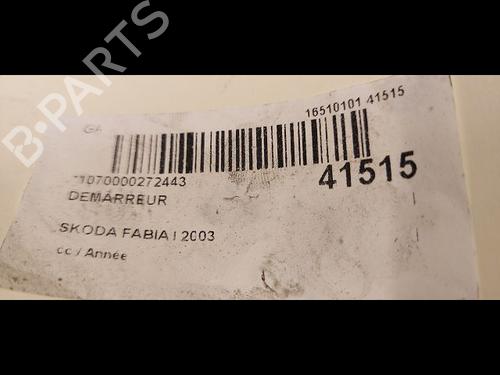 B-PARTS
GA
16510101 41515
*1070000272443
41515
DEMARREUR
SKODA FABIA I 2003
cc / Année